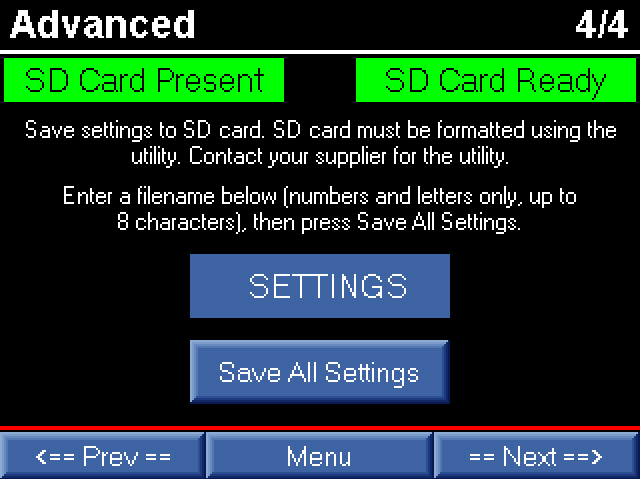 Advanced 4/4
SD Card Present SD Card Ready
Save settings to SD card. SD card must be formatted using the
utility. Contact your supplier for the utility.
Enter a filename below (numbers and letters only, up to
8 characters), then press Save All Settings.
SETTINGS
Save All Settings
<== Prev == Menu == Next ==>